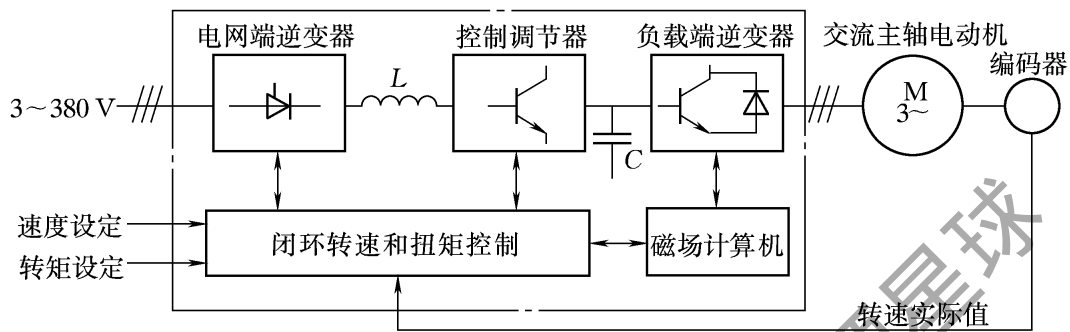 电网端逆变器
控制调节器
负载端逆变器
交流主轴电动机
编码器
3～380 V
L
C
M
3～
速度设定
转矩设定
闭环转速和扭矩控制
磁场计算机
转速实际值
星球